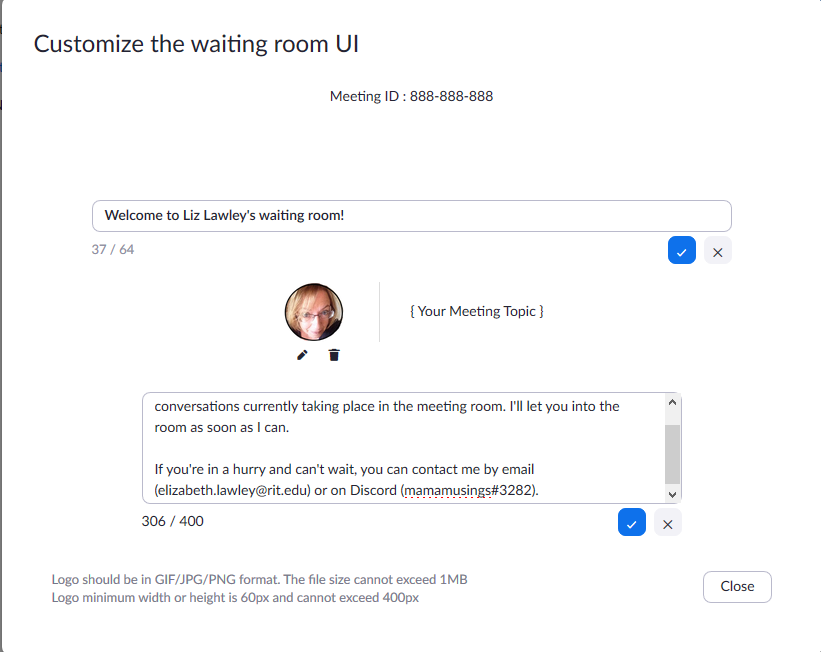 Customize the waiting room UI
Meeting ID : 888-888-888
Welcome to Liz Lawley's waiting room!
37 / 64
{ Your Meeting Topic }
conversations currently taking place in the meeting room. I'll let you into the
room as soon as I can.
If you're in a hurry and can't wait, you can contact me by email
(elizabeth.lawley@rit.edu) or on Discord (mamamusings#3282).
306 / 400
Logo should be in GIF/JPG/PNG format. The file size cannot exceed 1MB
Logo minimum width or height is 60px and cannot exceed 400px
Close